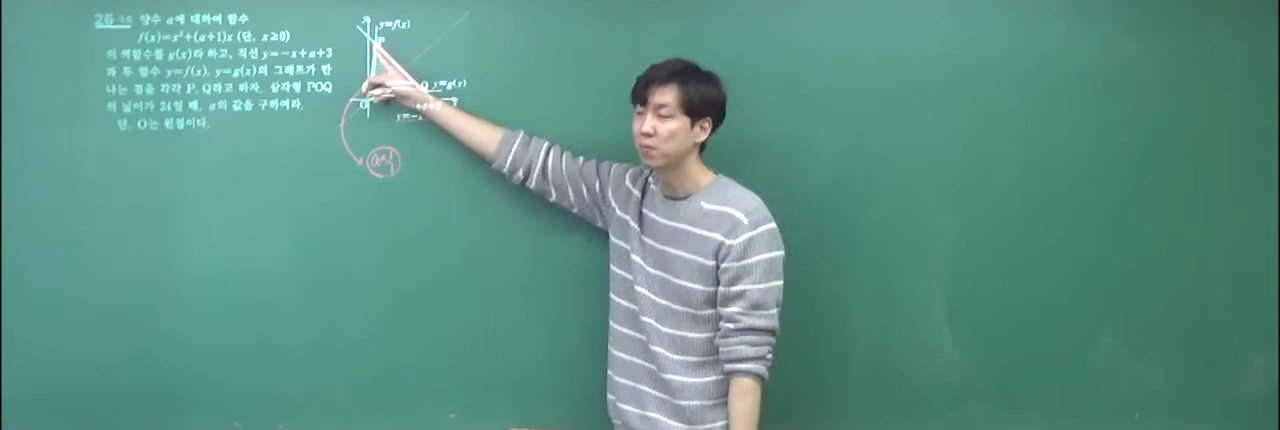 26-15 양수 a에 대하여 함수
f(x)=x²+(a+1)x (단, x≥0)
의 역함수를 g(x)라 하고, 직선 y=-x+a+3
과 두 함수 y=f(x), y=g(x)의 그래프가 만
나는 점을 각각 P, Q라고 하자. 삼각형 POQ
의 넓이가 24일 때, a의 값을 구하여라.
단, O는 원점이다.
y=f(x)
P
Q
y=g(x)
O
y=-x
a+1